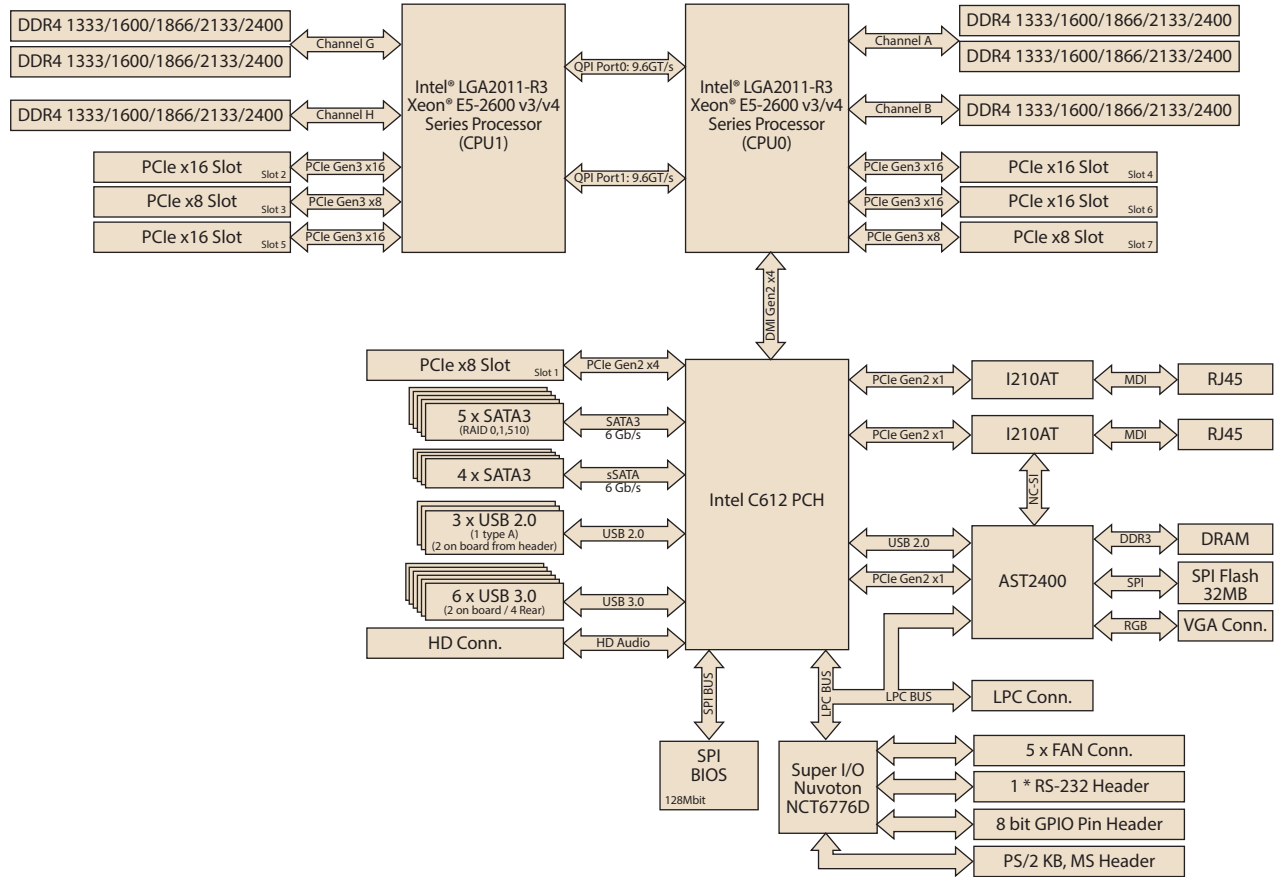 DDR4 1333/1600/1866/2133/2400
DDR4 1333/1600/1866/2133/2400
Channel G
DDR4 1333/1600/1866/2133/2400
Channel H
PCIe x16 Slot
Slot 2
PCIe Gen3 x16
PCIe x8 Slot
Slot 3
PCIe Gen3 x8
PCIe x16 Slot
Slot 5
PCIe Gen3 x16
Intel® LGA2011-R3
Xeon® E5-2600 v3/v4
Series Processor
(CPU1)
QPI Port0: 9.6GT/s
QPI Port1: 9.6GT/s
Intel® LGA2011-R3
Xeon® E5-2600 v3/v4
Series Processor
(CPU0)
Channel A
DDR4 1333/1600/1866/2133/2400
DDR4 1333/1600/1866/2133/2400
Channel B
DDR4 1333/1600/1866/2133/2400
PCIe Gen3 x16
PCIe x16 Slot
Slot 4
PCIe Gen3 x16
PCIe x16 Slot
Slot 6
PCIe Gen3 x8
PCIe x8 Slot
Slot 7
DMI Gen2 x4
PCIe x8 Slot
Slot 1
PCIe Gen2 x4
5 x SATA3
(RAID 0,1,510)
SATA3
6 Gb/s
4 x SATA3
sSATA
6 Gb/s
3 x USB 2.0
(1 type A)
(2 on board from header)
USB 2.0
6 x USB 3.0
(2 on board / 4 Rear)
USB 3.0
HD Conn.
HD Audio
Intel C612 PCH
PCIe Gen2 x1
I210AT
MDI
RJ45
PCIe Gen2 x1
I210AT
MDI
RJ45
NC-SI
USB 2.0
PCIe Gen2 x1
AST2400
DDR3
DRAM
SPI
SPI Flash
32MB
RGB
VGA Conn.
SPI BUS
LPC BUS
LPC BUS
LPC Conn.
SPI
BIOS
128Mbit
Super I/O
Nuvoton
NCT6776D
5 x FAN Conn.
1 * RS-232 Header
8 bit GPIO Pin Header
PS/2 KB, MS Header